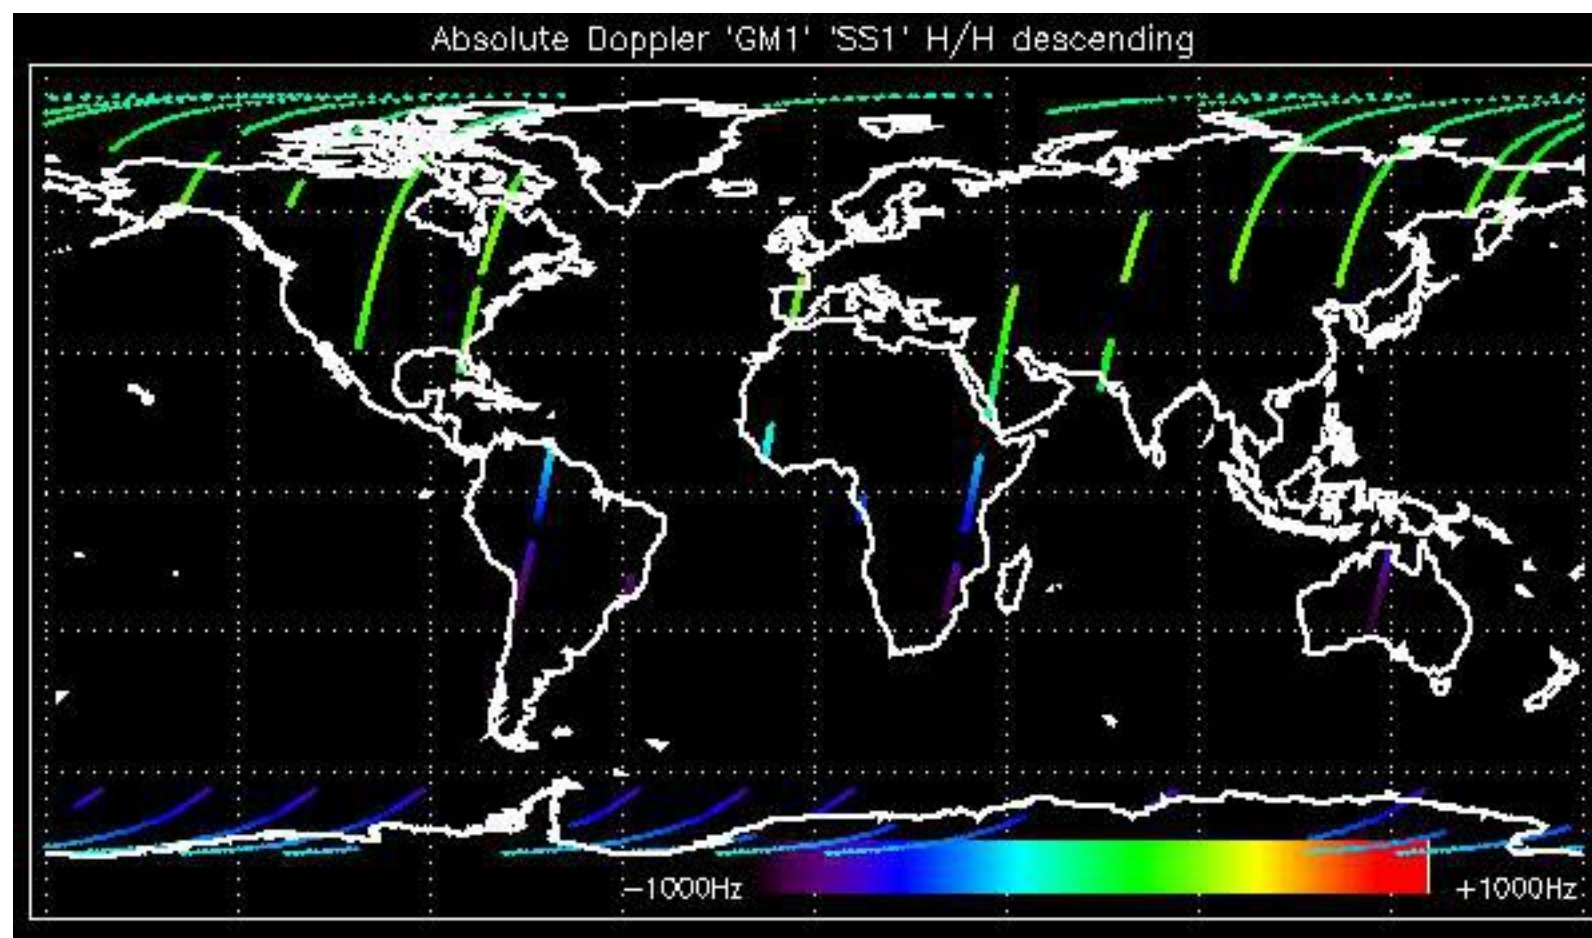 Absolute Doppler 'GM1' 'SS1' H/H descending
−1000Hz
+1000Hz